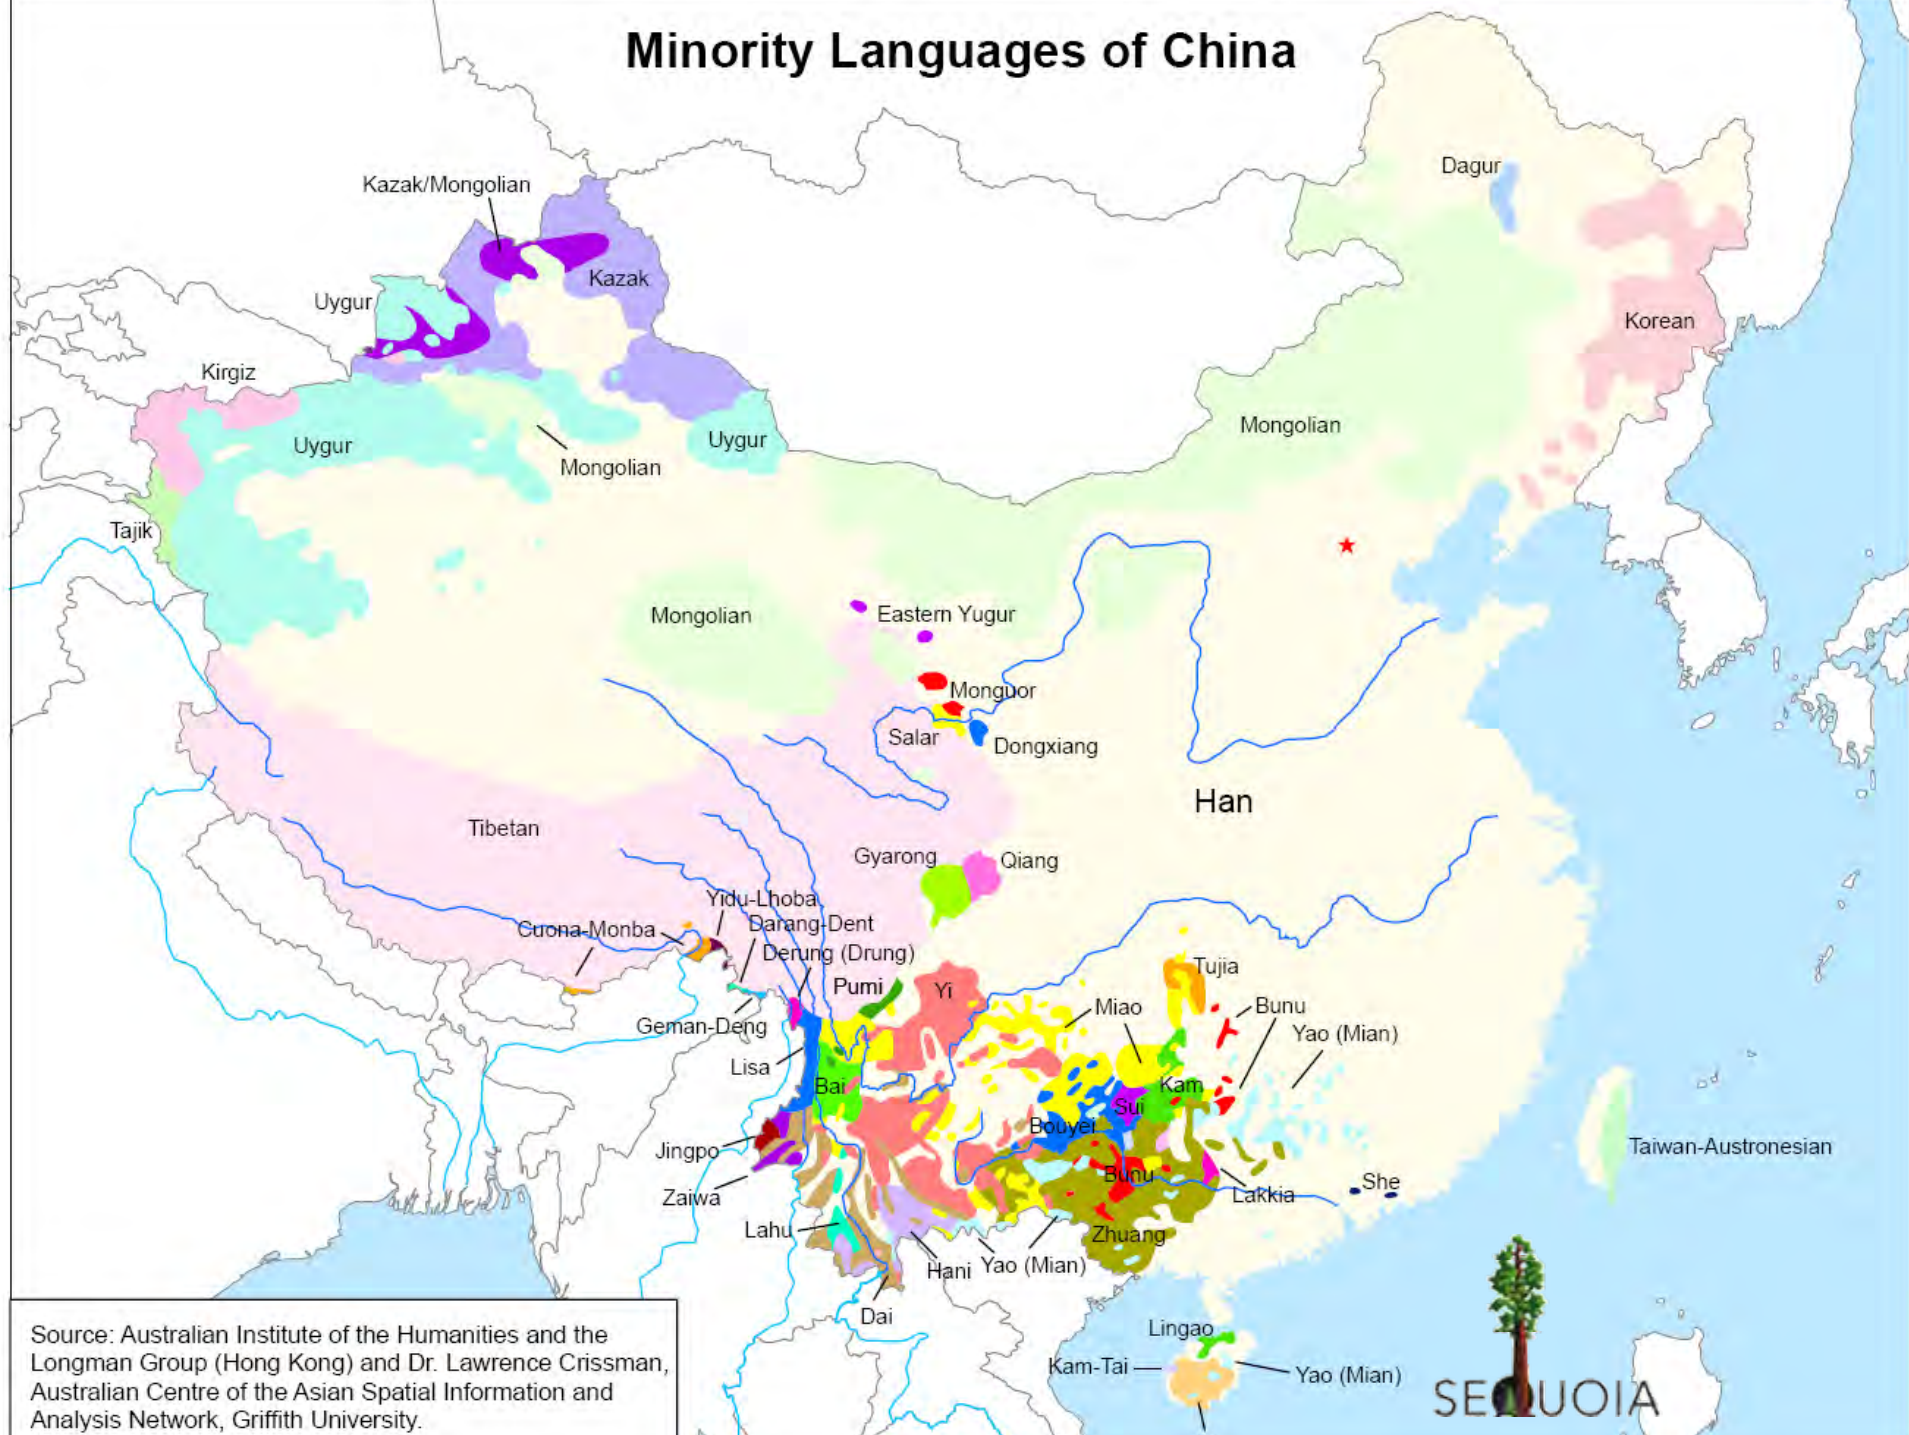 Minority Languages of China
Kazak/Mongolian
Dagur
Kazak
Uygur
Korean
Kirgiz
Mongolian
Uygur
Uygur
Mongolian
Tajik
Mongolian
Eastern Yugur
Monguor
Salar
Dongxiang
Han
Tibetan
Gyarong
Qiang
Yidu-Lhoba
Cuona-Monba
Darang-Dent
Derung (Drung)
Pumi
Yi
Tujia
Miao
Bunu
Geman-Deng
Yao (Mian)
Lisa
Bai
Kam
Sui
Bouyei
Jingpo
Taiwan-Austronesian
Bunu
Zaiwa
She
Lakkia
Lahu
Zhuang
Hani
Yao (Mian)
Dai
Lingao
Kam-Tai
Yao (Mian)
Source: Australian Institute of the Humanities and the
Longman Group (Hong Kong) and Dr. Lawrence Crissman,
Australian Centre of the Asian Spatial Information and
Analysis Network, Griffith University.
SEQUOIA